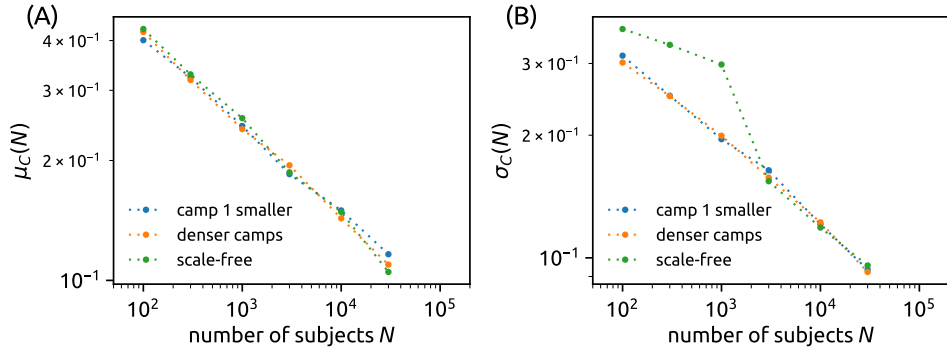 (A)
4 × 10⁻¹
3 × 10⁻¹
2 × 10⁻¹
10⁻¹
μ_C(N)
camp 1 smaller
denser camps
scale-free
10² 10³ 10⁴ 10⁵
number of subjects N
(B)
3 × 10⁻¹
2 × 10⁻¹
10⁻¹
σ_C(N)
camp 1 smaller
denser camps
scale-free
10² 10³ 10⁴ 10⁵
number of subjects N